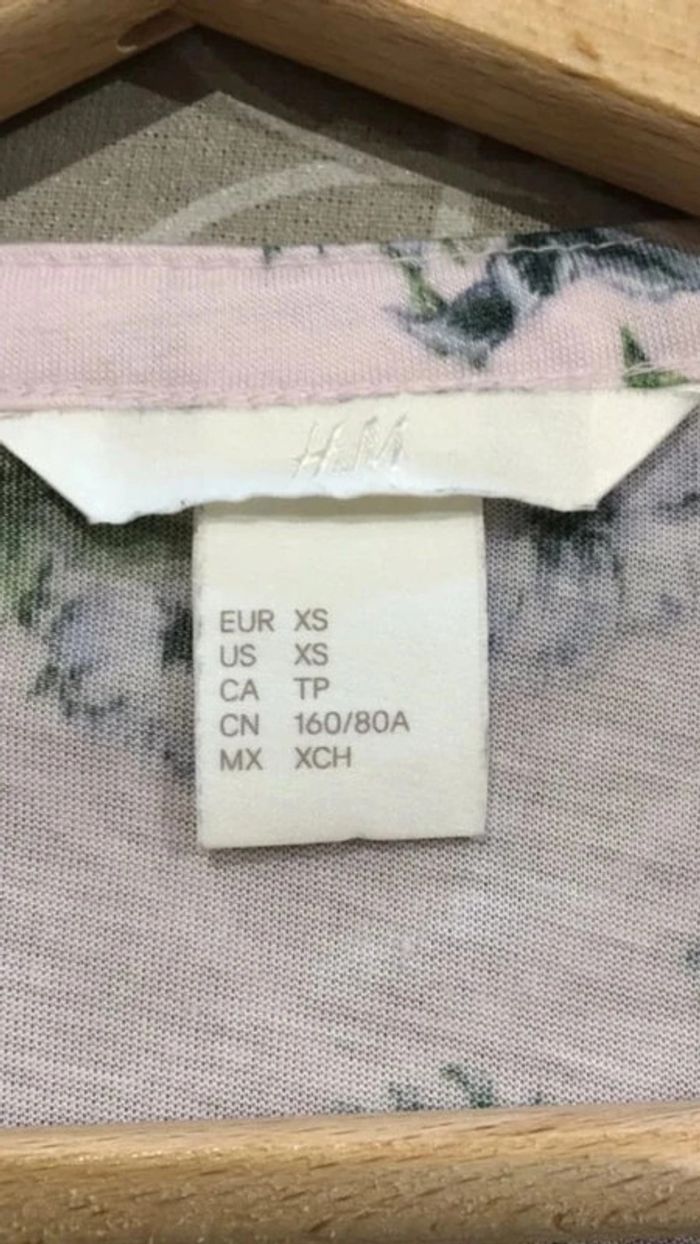 H&M
EUR XS
US XS
CA TP
CN 160/80A
MX XCH